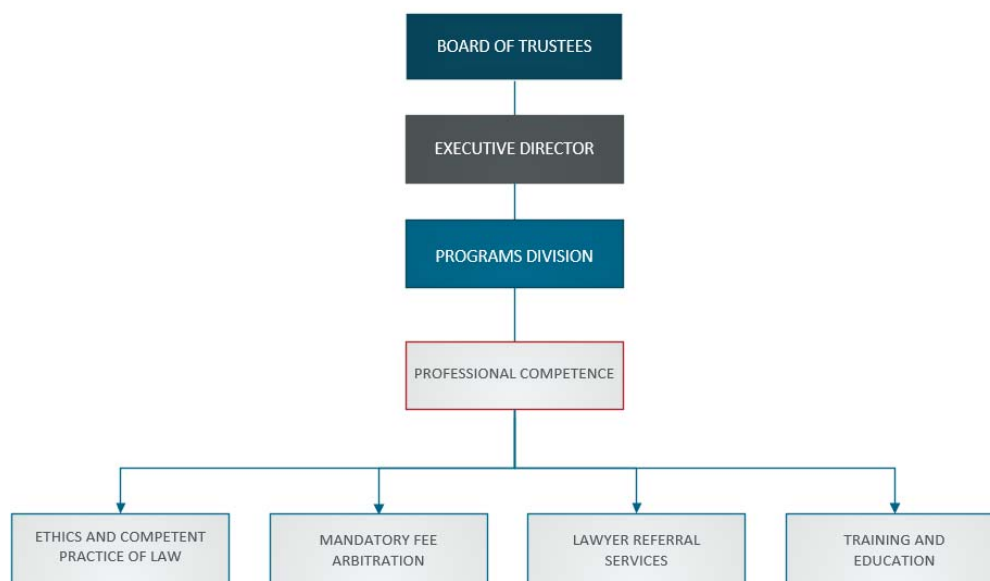 BOARD OF TRUSTEES
EXECUTIVE DIRECTOR
PROGRAMS DIVISION
PROFESSIONAL COMPETENCE
ETHICS AND COMPETENT
PRACTICE OF LAW
MANDATORY FEE
ARBITRATION
LAWYER REFERRAL
SERVICES
TRAINING AND
EDUCATION